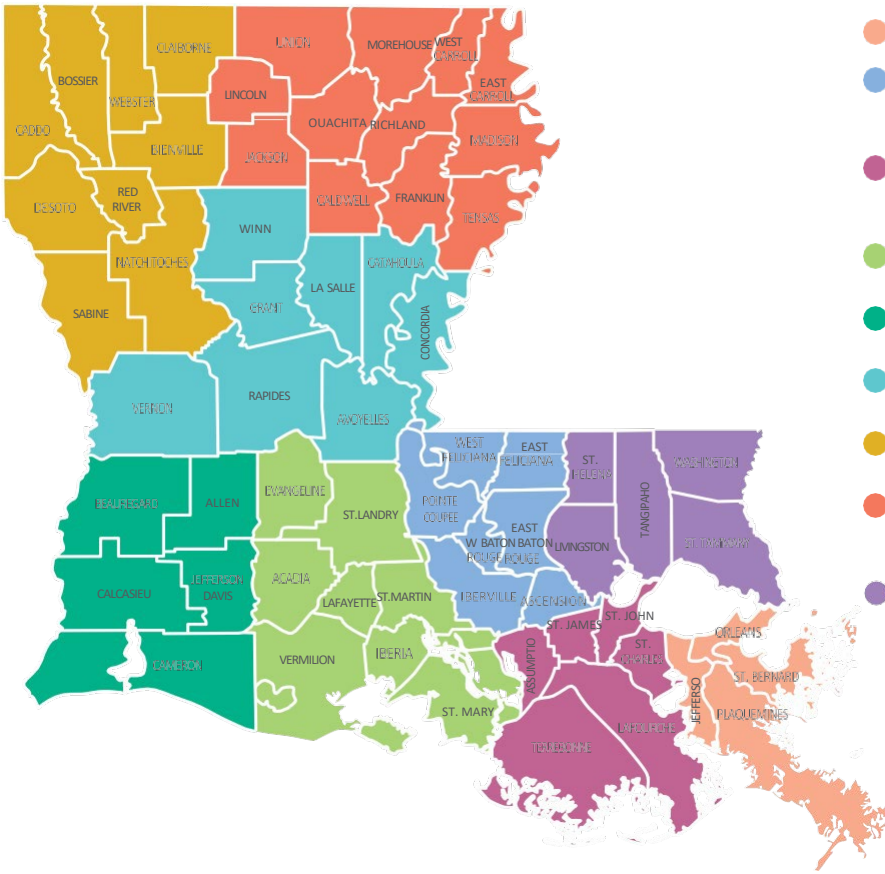 UNION
MOREHOUSE
WEST
CARROLL
CLAIBORNE
BOSSIER
WEBSTER
LINCOLN
EAST
CARROLL
CADDO
OUACHITA
RICHLAND
MADISON
BIENVILLE
JACKSON
RED
RIVER
DESOTO
CALDWELL
FRANKLIN
TENSAS
WINN
NATCHITOCHES
CATAHOULA
LA SALLE
SABINE
GRANT
CONCORDIA
VERNON
RAPIDES
AVOYELLES
WEST
FELICIANA
EAST
FELICIANA
ST.
HELENA
TANGIPAHO
WASHINGTON
EVANGELINE
POINTE
COUPEE
BEAUREGARD
ALLEN
ST.LANDRY
W BATON
ROUGE
EAST
BATON
ROUGE
LIVINGSTON
ST. TAMMANY
CALCASIEU
JEFFERSON
DAVIS
ACADIA
LAFAYETTE
ST.MARTIN
IBERVILLE
ASCENSION
ST. JOHN
ST. JAMES
ORLEANS
CAMERON
VERMILION
IBERIA
ASSUMPTIO
ST.
CHARLES
ST. BERNARD
JEFFERSO
PLAQUEMINES
ST. MARY
LAFOURCHE
TERREBONNE